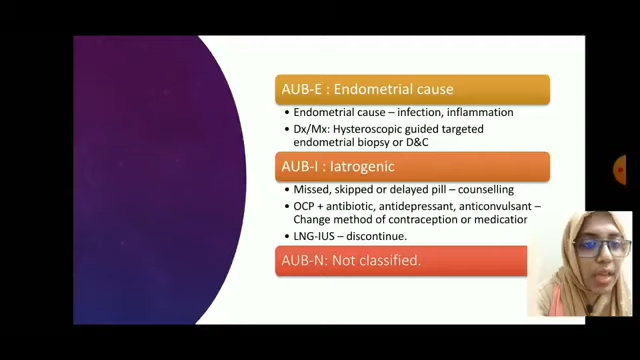 AUB-E : Endometrial cause
• Endometrial cause – infection, inflammation
• Dx/Mx: Hysteroscopic guided targeted
endometrial biopsy or D&C
AUB-I : Iatrogenic
• Missed, skipped or delayed pill – counselling
• OCP + antibiotic, antidepressant, anticonvulsant –
Change method of contraception or medicatior
• LNG-IUS – discontinue.
AUB-N: Not classified.